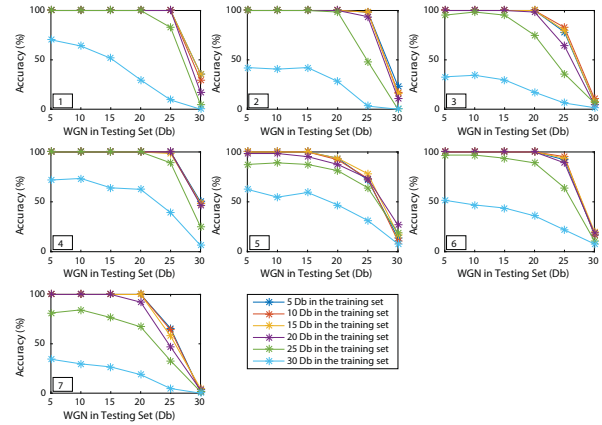 100
50
0
Accuracy (%)
1
5 10 15 20 25 30
WGN in Testing Set (Db)
100
50
0
Accuracy (%)
2
5 10 15 20 25 30
WGN in Testing Set (Db)
100
50
0
Accuracy (%)
3
5 10 15 20 25 30
WGN in Testing Set (Db)
100
50
0
Accuracy (%)
4
5 10 15 20 25 30
WGN in Testing Set (Db)
100
50
0
Accuracy (%)
5
5 10 15 20 25 30
WGN in Testing Set (Db)
100
50
0
Accuracy (%)
6
5 10 15 20 25 30
WGN in Testing Set (Db)
100
50
0
Accuracy (%)
7
5 10 15 20 25 30
WGN in Testing Set (Db)
5 Db in the training set
10 Db in the training set
15 Db in the training set
20 Db in the training set
25 Db in the training set
30 Db in the training set